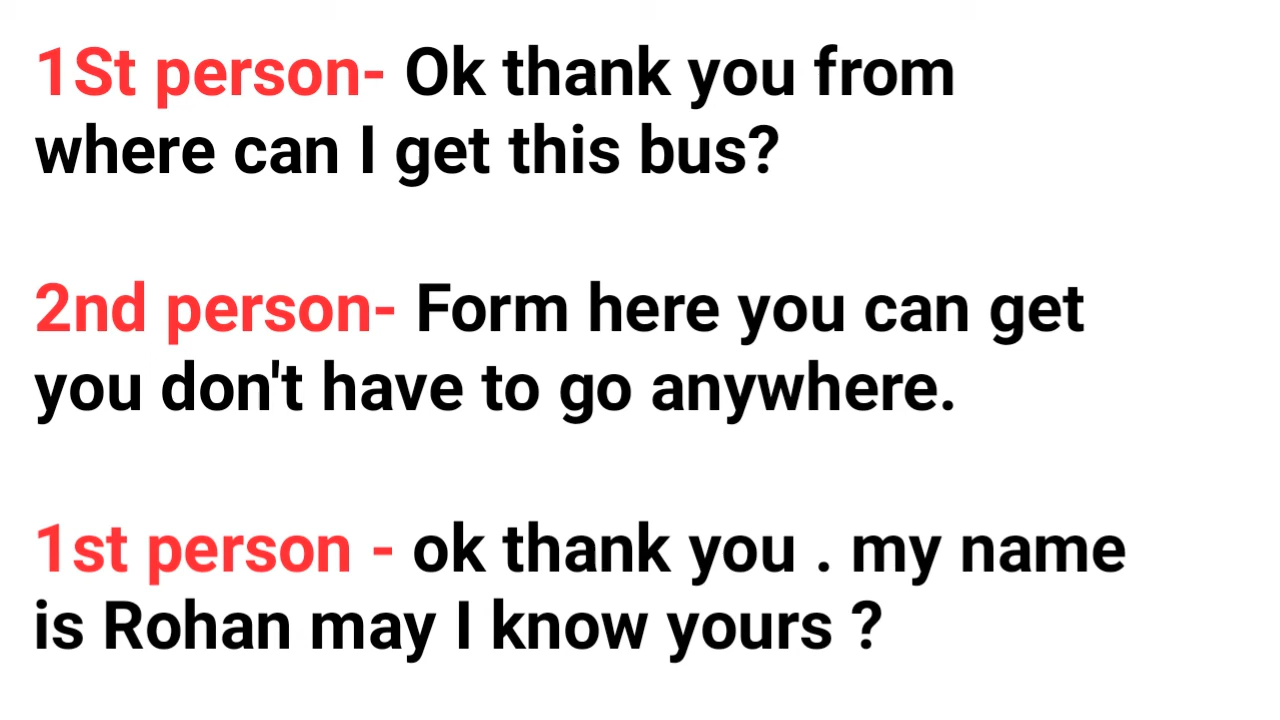 1St person- Ok thank you from
where can I get this bus?
2nd person- Form here you can get
you don't have to go anywhere.
1st person - ok thank you . my name
is Rohan may I know yours ?